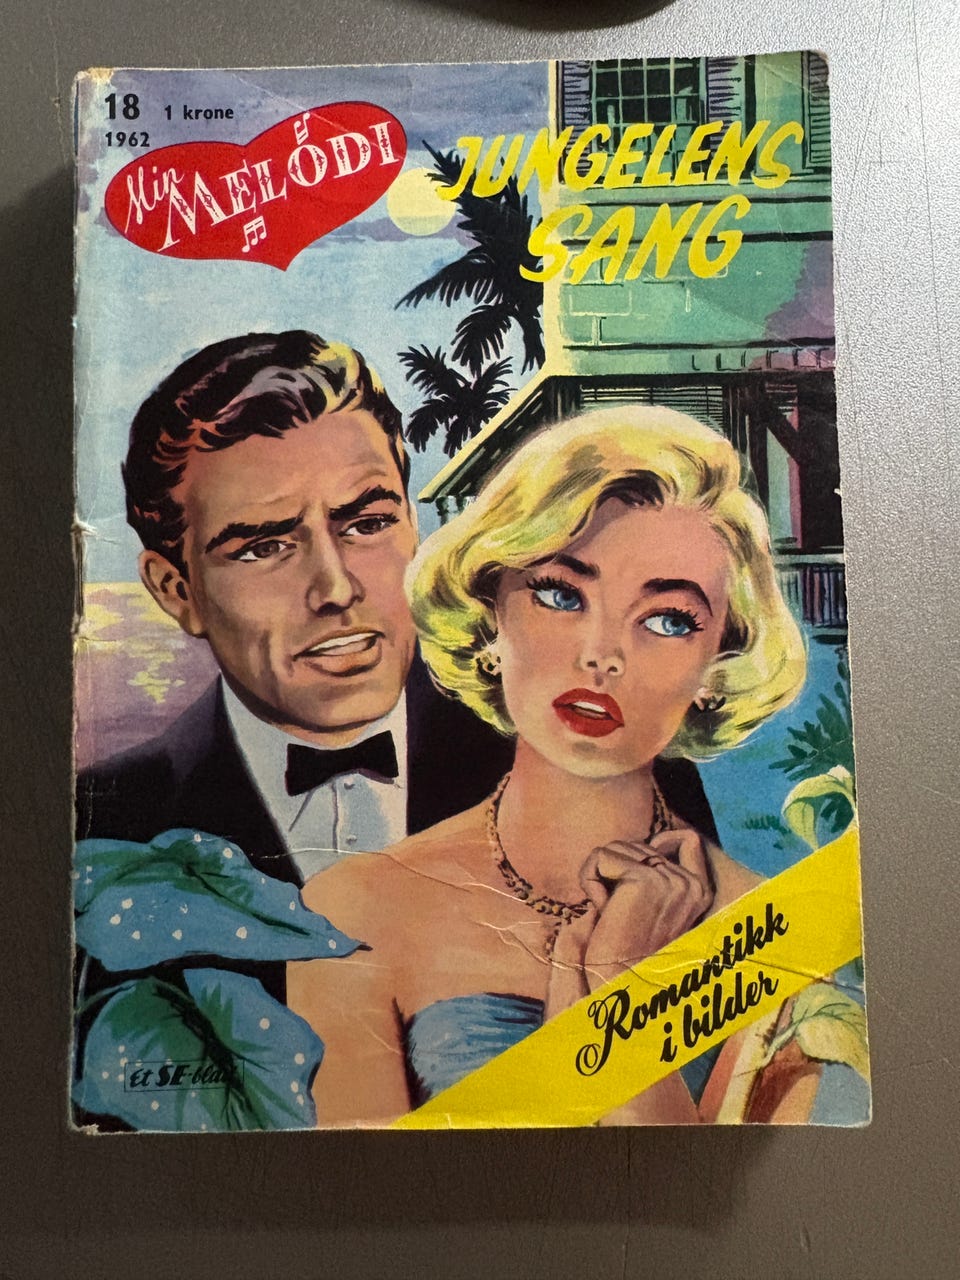 18 1 krone
1962
Min
MELODI
JUNGELENS
SANG
Romantikk
i bilder
Et SE-blad